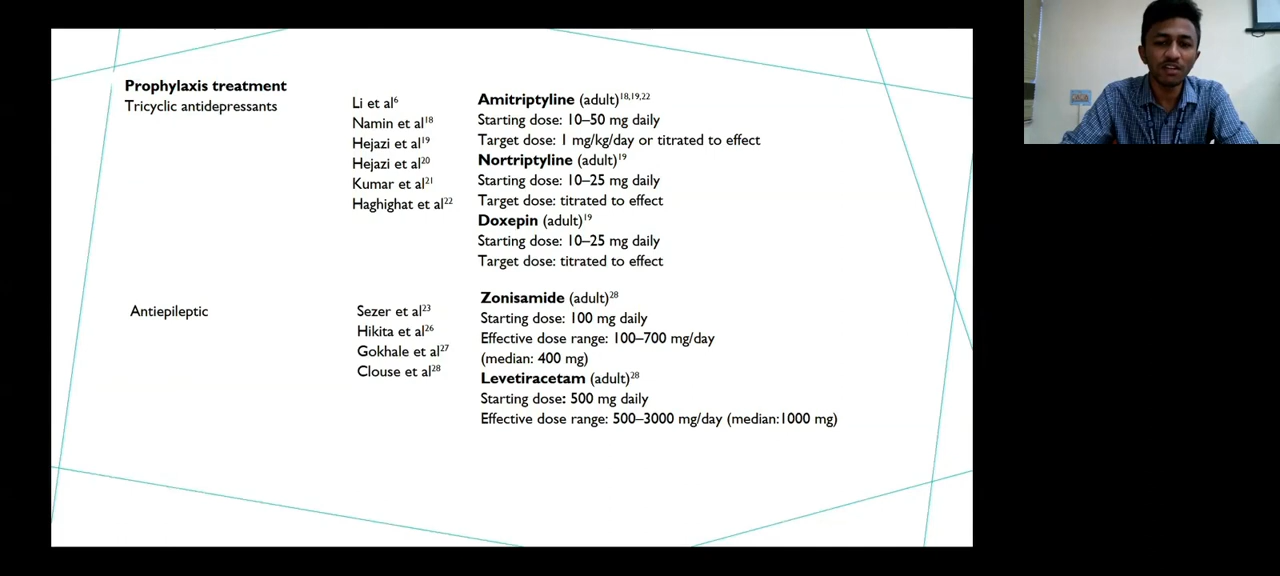 Prophylaxis treatment
Tricyclic antidepressants
Li et al6
Namin et al18
Hejazi et al19
Hejazi et al20
Kumar et al21
Haghighat et al22
Amitriptyline (adult)18,19,22
Starting dose: 10–50 mg daily
Target dose: 1 mg/kg/day or titrated to effect
Nortriptyline (adult)19
Starting dose: 10–25 mg daily
Target dose: titrated to effect
Doxepin (adult)19
Starting dose: 10–25 mg daily
Target dose: titrated to effect
Antiepileptic
Sezer et al23
Hikita et al26
Gokhale et al27
Clouse et al28
Zonisamide (adult)28
Starting dose: 100 mg daily
Effective dose range: 100–700 mg/day
(median: 400 mg)
Levetiracetam (adult)28
Starting dose: 500 mg daily
Effective dose range: 500–3000 mg/day (median:1000 mg)